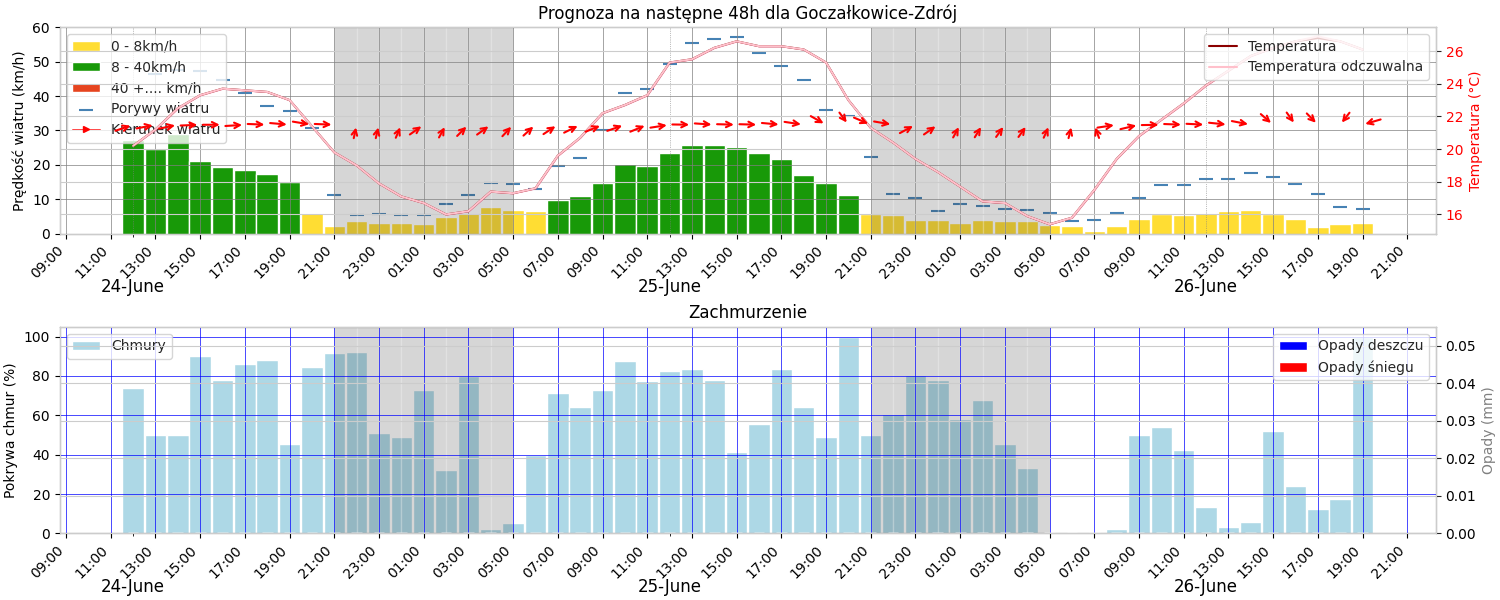 Prognoza na następne 48h dla Goczałkowice-Zdrój
Prędkość wiatru (km/h)
60
50
40
30
20
10
0
0 - 8km/h
8 - 40km/h
40 +.... km/h
Porywy wiatru
Kierunek wiatru
Temperatura
Temperatura odczuwalna
26
24
22
20
18
16
Temperatura (°C)
09:00 11:00 13:00 15:00 17:00 19:00 21:00 23:00 01:00 03:00 05:00 07:00 09:00 11:00 13:00 15:00 17:00 19:00 21:00 23:00 01:00 03:00 05:00 07:00 09:00 11:00 13:00 15:00 17:00 19:00 21:00
24-June 25-June 26-June
Zachmurzenie
Pokrywa chmur (%)
100
80
60
40
20
0
Chmury
Opady deszczu
Opady śniegu
0.05
0.04
0.03
0.02
0.01
0.00
Opady (mm)
09:00 11:00 13:00 15:00 17:00 19:00 21:00 23:00 01:00 03:00 05:00 07:00 09:00 11:00 13:00 15:00 17:00 19:00 21:00 23:00 01:00 03:00 05:00 07:00 09:00 11:00 13:00 15:00 17:00 19:00 21:00
24-June 25-June 26-June